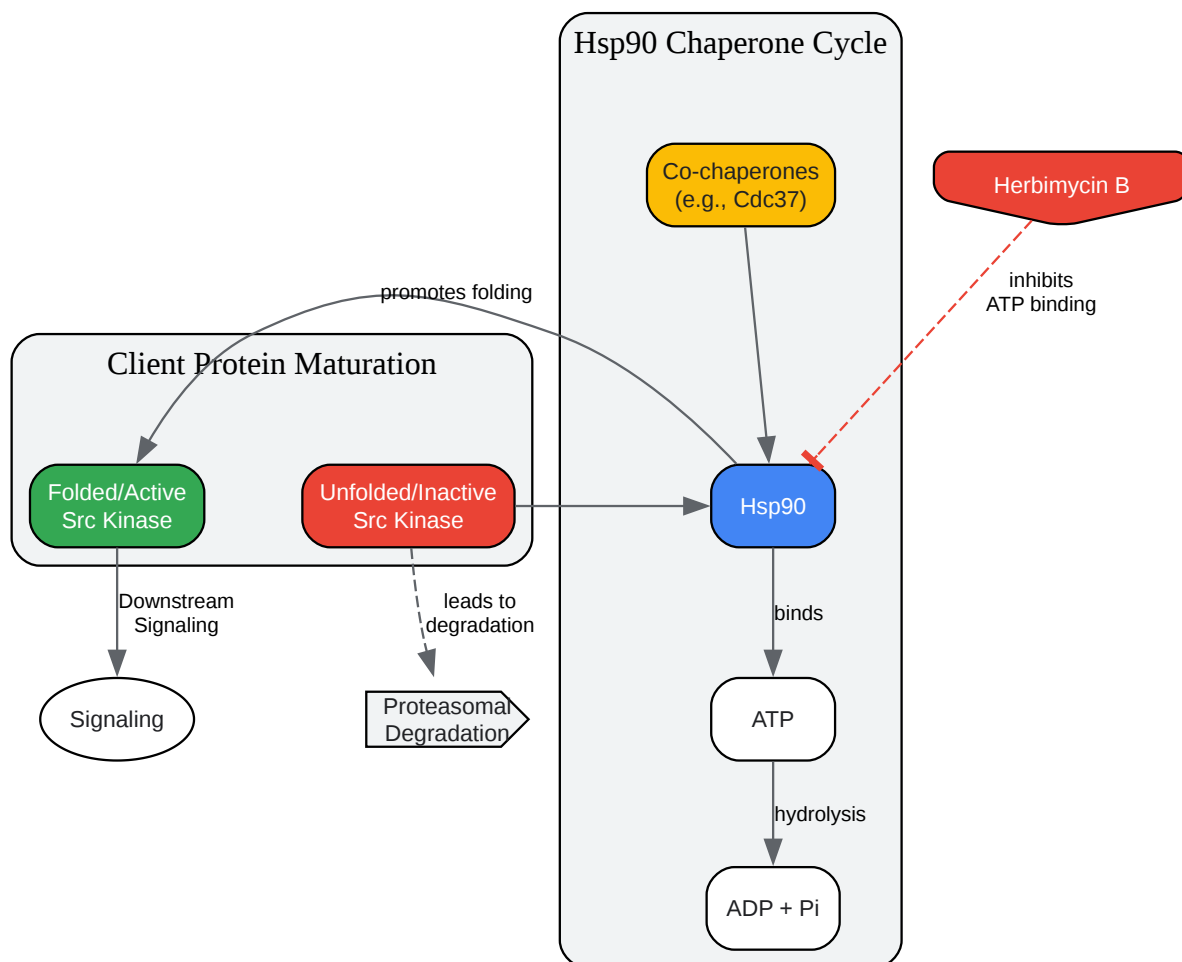 Hsp90 Chaperone Cycle
Co-chaperones
(e.g., Cdc37)
Herbimycin B
inhibits
ATP binding
promotes folding
Client Protein Maturation
Folded/Active
Src Kinase
Unfolded/Inactive
Src Kinase
Hsp90
Downstream
Signaling
leads to
degradation
binds
Signaling
Proteasomal
Degradation
ATP
hydrolysis
ADP + Pi